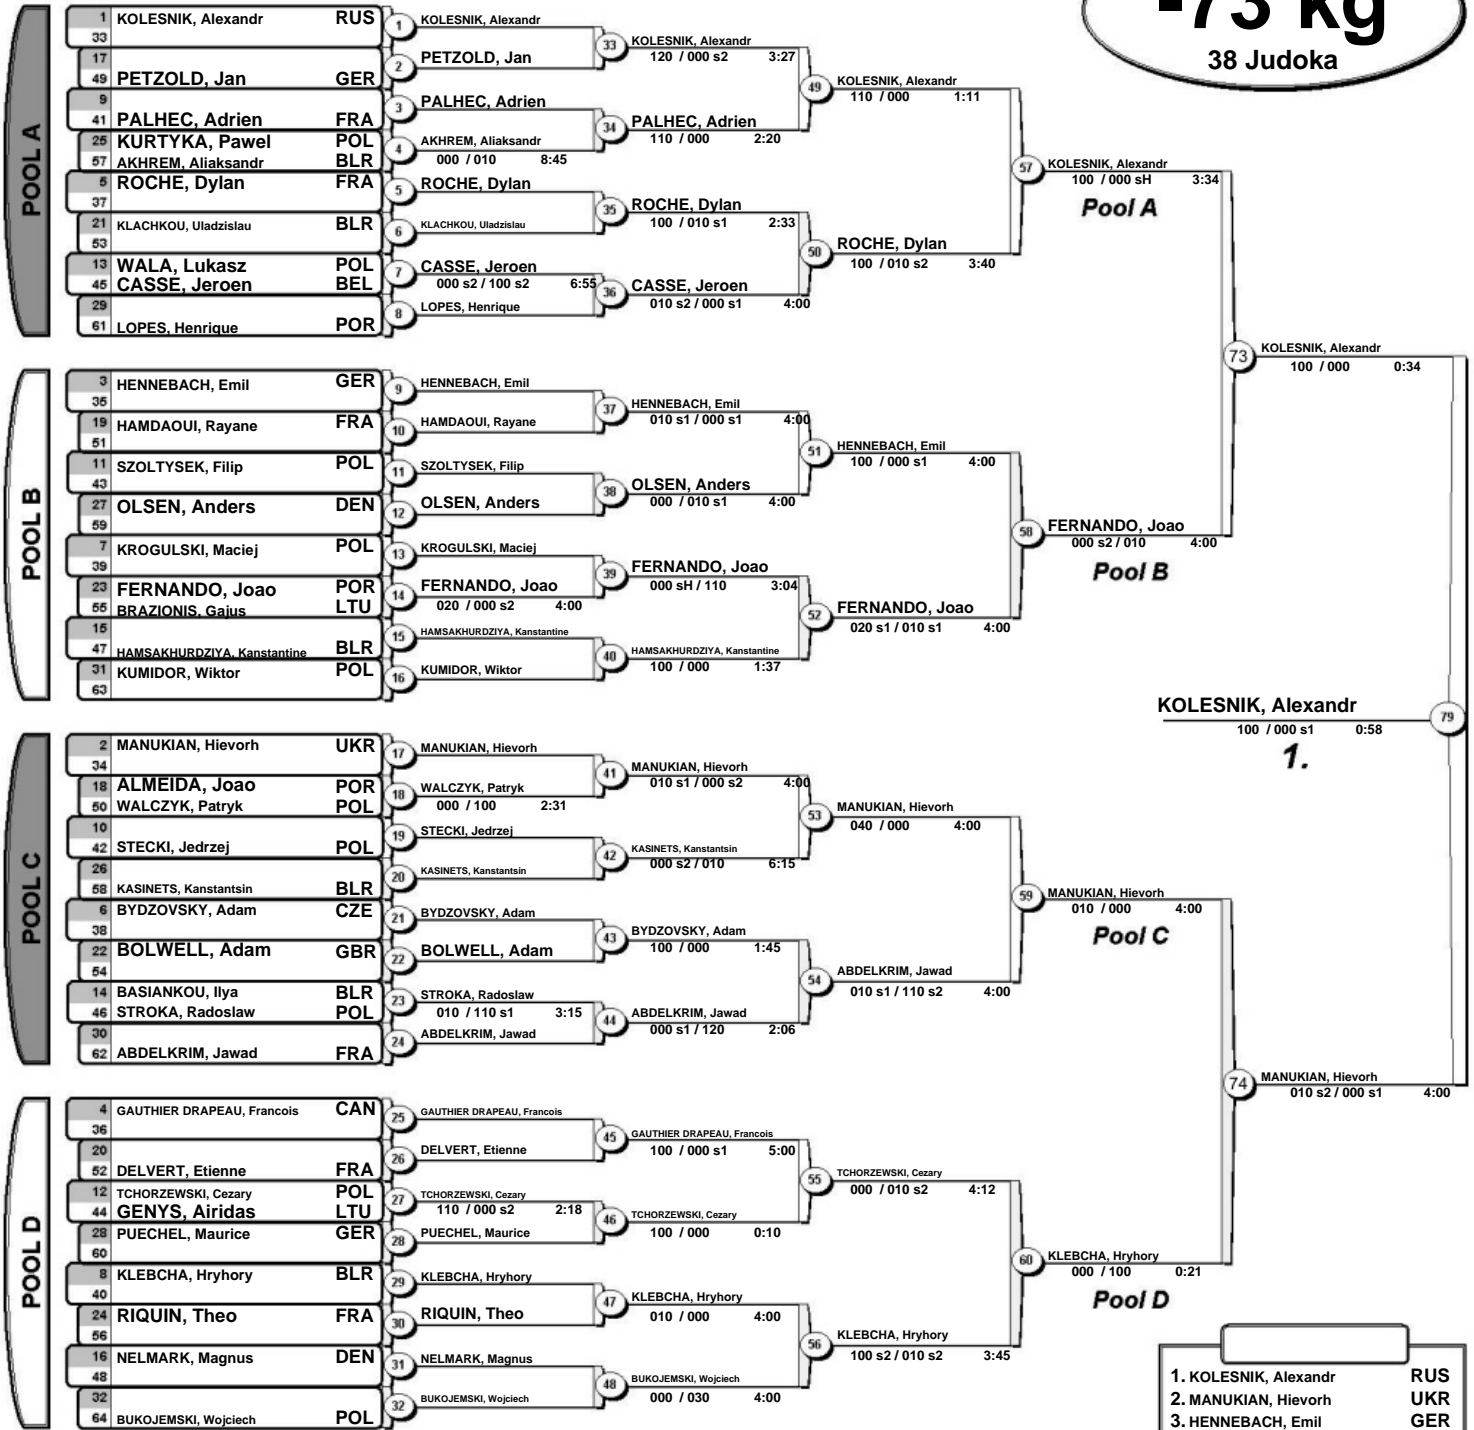 -73 kg
38 Judoka
POOL A
1 KOLESNIK, Alexandr RUS
33
17
49 PETZOLD, Jan GER
9
41 PALHEC, Adrien FRA
25 KURTYKA, Pawel POL
57 AKHREM, Aliaksandr BLR
5 ROCHE, Dylan FRA
37
21 KLACHKOU, Uladzislau BLR
53
13 WALA, Lukasz POL
45 CASSE, Jeroen BEL
29
61 LOPES, Henrique POR
1 KOLESNIK, Alexandr
2 PETZOLD, Jan
3 PALHEC, Adrien
4 AKHREM, Aliaksandr
000 / 010 8:45
5 ROCHE, Dylan
6 KLACHKOU, Uladzislau
7 CASSE, Jeroen
000 s2 / 100 s2 6:55
8 LOPES, Henrique
33 KOLESNIK, Alexandr
120 / 000 s2 3:27
34 PALHEC, Adrien
110 / 000 2:20
35 ROCHE, Dylan
100 / 010 s1 2:33
36 CASSE, Jeroen
010 s2 / 000 s1 4:00
49 KOLESNIK, Alexandr
110 / 000 1:11
50 ROCHE, Dylan
100 / 010 s2 3:40
57 KOLESNIK, Alexandr
100 / 000 sH 3:34
Pool A
POOL B
3 HENNEBACH, Emil GER
35
19 HAMDAOUI, Rayane FRA
51
11 SZOLTYSEK, Filip POL
43
27 OLSEN, Anders DEN
59
7 KROGULSKI, Maciej POL
39
23 FERNANDO, Joao POR
55 BRAZIONIS, Gajus LTU
15
47 HAMSAKHURDZIYA, Kanstantine BLR
31 KUMIDOR, Wiktor POL
63
9 HENNEBACH, Emil
10 HAMDAOUI, Rayane
11 SZOLTYSEK, Filip
12 OLSEN, Anders
13 KROGULSKI, Maciej
14 FERNANDO, Joao
020 / 000 s2 4:00
15 HAMSAKHURDZIYA, Kanstantine
16 KUMIDOR, Wiktor
37 HENNEBACH, Emil
010 s1 / 000 s1 4:00
38 OLSEN, Anders
000 / 010 s1 4:00
39 FERNANDO, Joao
000 sH / 110 3:04
40 HAMSAKHURDZIYA, Kanstantine
100 / 000 1:37
51 HENNEBACH, Emil
100 / 000 s1 4:00
52 FERNANDO, Joao
020 s1 / 010 s1 4:00
58 FERNANDO, Joao
000 s2 / 010 4:00
Pool B
73 KOLESNIK, Alexandr
100 / 000 0:34
KOLESNIK, Alexandr 79
100 / 000 s1 0:58
1.
POOL C
2 MANUKIAN, Hievorh UKR
34
18 ALMEIDA, Joao POR
50 WALCZYK, Patryk POL
10
42 STECKI, Jedrzej POL
26
58 KASINETS, Kanstantsin BLR
6 BYDZOVSKY, Adam CZE
38
22 BOLWELL, Adam GBR
54
14 BASIANKOU, Ilya BLR
46 STROKA, Radoslaw POL
30
62 ABDELKRIM, Jawad FRA
17 MANUKIAN, Hievorh
18 WALCZYK, Patryk
000 / 100 2:31
19 STECKI, Jedrzej
20 KASINETS, Kanstantsin
21 BYDZOVSKY, Adam
22 BOLWELL, Adam
23 STROKA, Radoslaw
010 / 110 s1 3:15
24 ABDELKRIM, Jawad
41 MANUKIAN, Hievorh
010 s1 / 000 s2 4:00
42 KASINETS, Kanstantsin
000 s2 / 010 6:15
43 BYDZOVSKY, Adam
100 / 000 1:45
44 ABDELKRIM, Jawad
000 s1 / 120 2:06
53 MANUKIAN, Hievorh
040 / 000 4:00
54 ABDELKRIM, Jawad
010 s1 / 110 s2 4:00
59 MANUKIAN, Hievorh
010 / 000 4:00
Pool C
POOL D
4 GAUTHIER DRAPEAU, Francois CAN
36
20
52 DELVERT, Etienne FRA
12 TCHORZEWSKI, Cezary POL
44 GENYS, Airidas LTU
28 PUECHEL, Maurice GER
60
8 KLEBCHA, Hryhory BLR
40
24 RIQUIN, Theo FRA
56
16 NELMARK, Magnus DEN
48
32
64 BUKOJEMSKI, Wojciech POL
25 GAUTHIER DRAPEAU, Francois
26 DELVERT, Etienne
27 TCHORZEWSKI, Cezary
110 / 000 s2 2:18
28 PUECHEL, Maurice
29 KLEBCHA, Hryhory
30 RIQUIN, Theo
31 NELMARK, Magnus
32 BUKOJEMSKI, Wojciech
45 GAUTHIER DRAPEAU, Francois
100 / 000 s1 5:00
46 TCHORZEWSKI, Cezary
100 / 000 0:10
47 KLEBCHA, Hryhory
010 / 000 4:00
48 BUKOJEMSKI, Wojciech
000 / 030 4:00
55 TCHORZEWSKI, Cezary
000 / 010 s2 4:12
56 KLEBCHA, Hryhory
100 s2 / 010 s2 3:45
60 KLEBCHA, Hryhory
000 / 100 0:21
Pool D
74 MANUKIAN, Hievorh
010 s2 / 000 s1 4:00
1. KOLESNIK, Alexandr RUS
2. MANUKIAN, Hievorh UKR
3. HENNEBACH, Emil GER